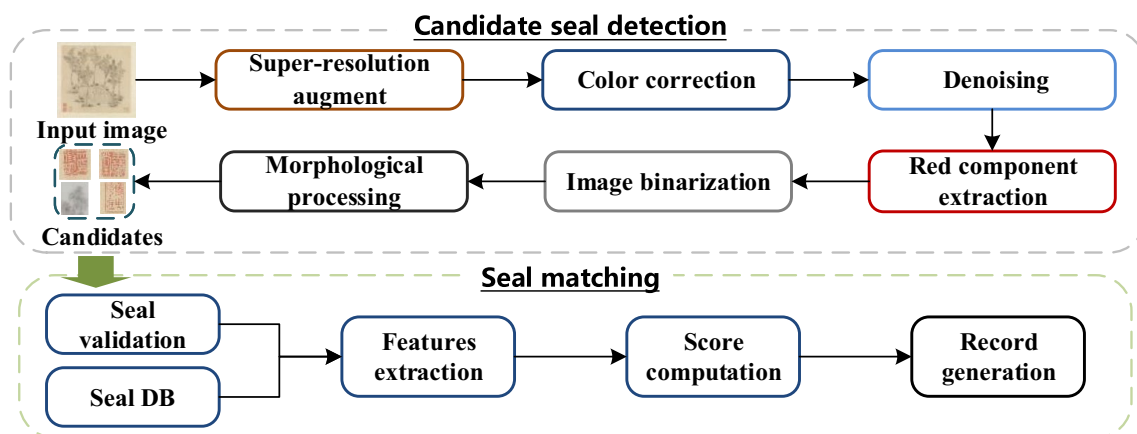 Candidate seal detection
Super-resolution
augment
Color correction
Denoising
Input image
Morphological
processing
Image binarization
Red component
extraction
Candidates
Seal matching
Seal
validation
Features
extraction
Score
computation
Record
generation
Seal DB